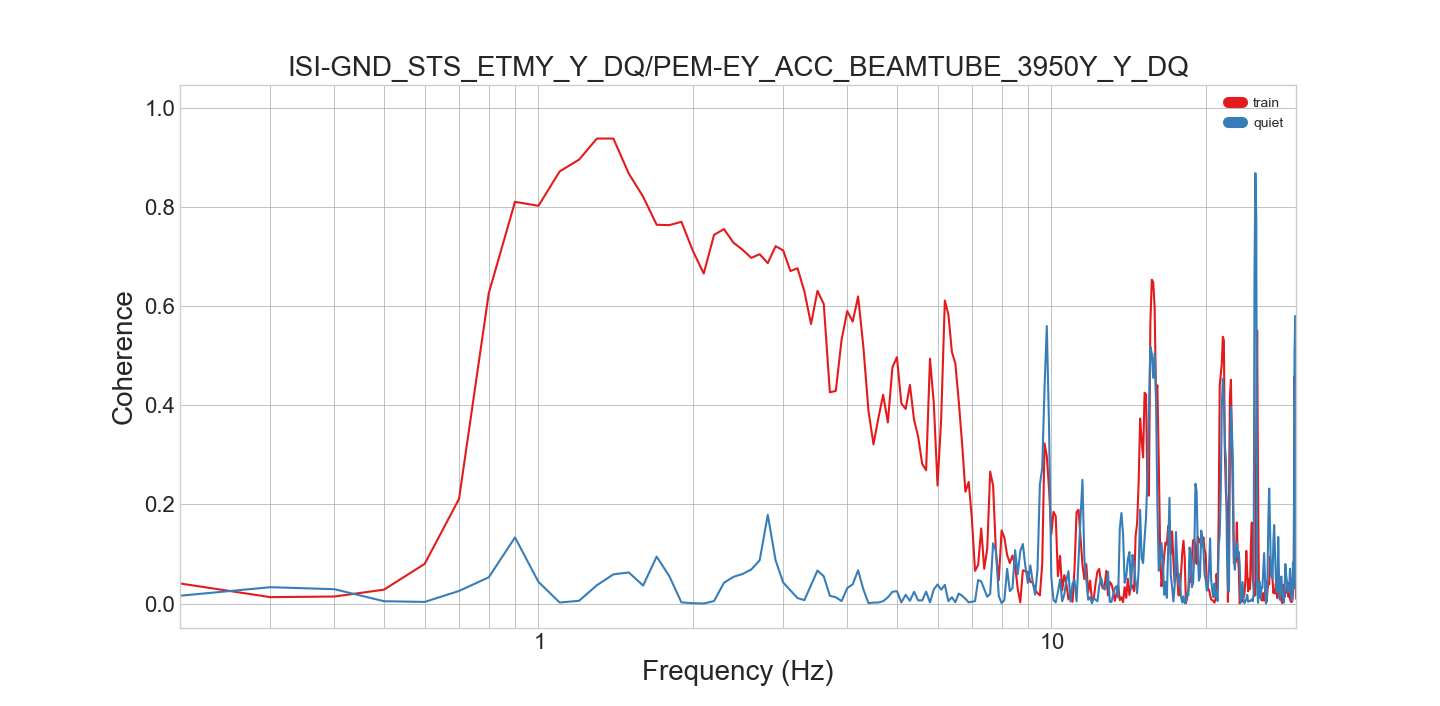 ISI-GND_STS_ETMY_Y_DQ/PEM-EY_ACC_BEAMTUBE_3950Y_Y_DQ
train
quiet
1.0
0.8
0.6
0.4
0.2
0.0
Coherence
1
10
Frequency (Hz)